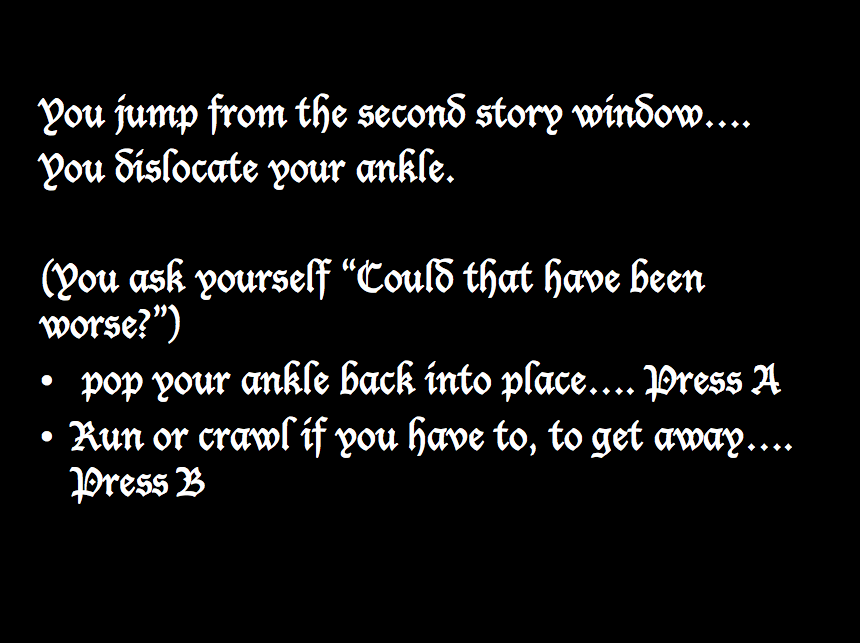 You jump from the second story window....
You dislocate your ankle.
(You ask yourself “Could that have been
worse?”)
• pop your ankle back into place.... Press A
• Run or crawl if you have to, to get away....
Press B